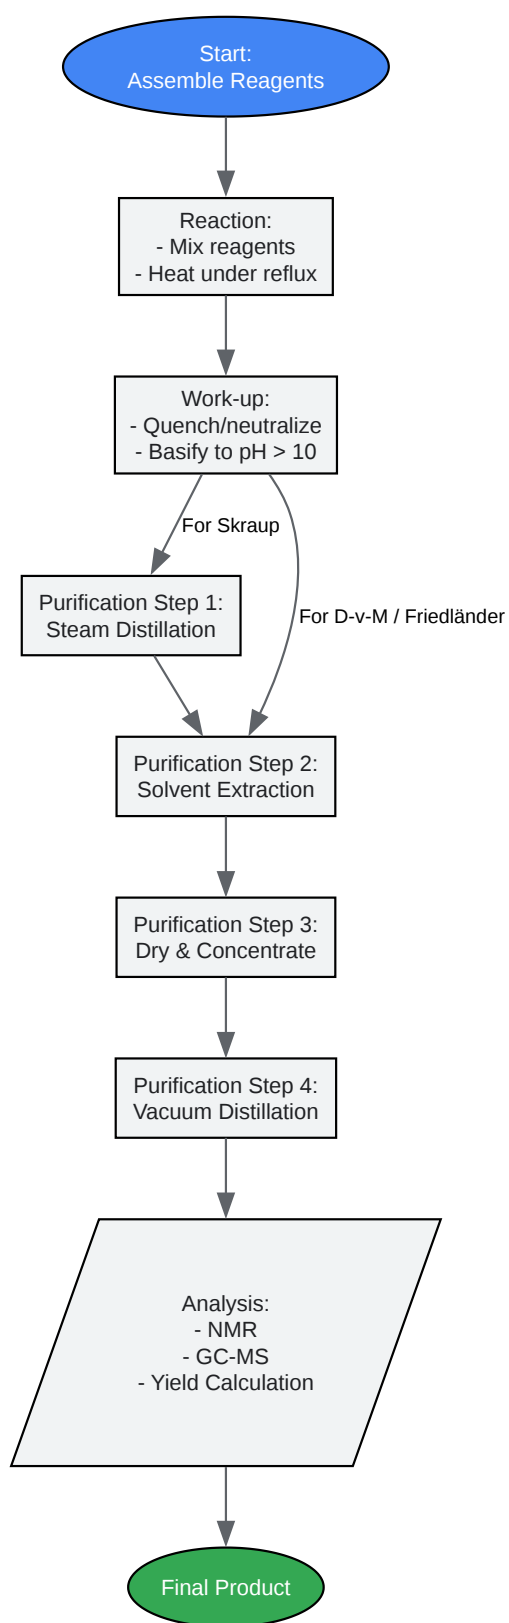 Start:
Assemble Reagents
Reaction:
- Mix reagents
- Heat under reflux
Work-up:
- Quench/neutralize
- Basify to pH > 10
For Skraup
Purification Step 1:
Steam Distillation
For D-v-M / Friedländer
Purification Step 2:
Solvent Extraction
Purification Step 3:
Dry & Concentrate
Purification Step 4:
Vacuum Distillation
Analysis:
- NMR
- GC-MS
- Yield Calculation
Final Product